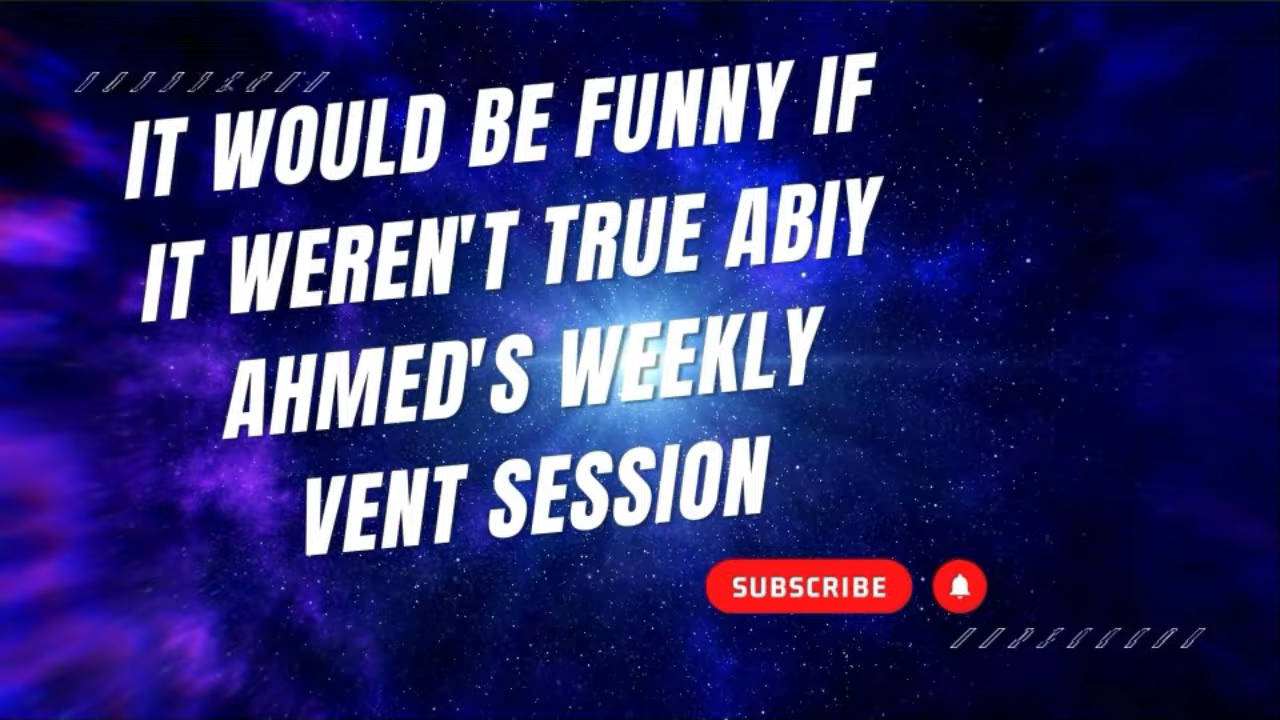 IT WOULD BE FUNNY IF
IT WEREN'T TRUE ABIY
AHMED'S WEEKLY
VENT SESSION
SUBSCRIBE